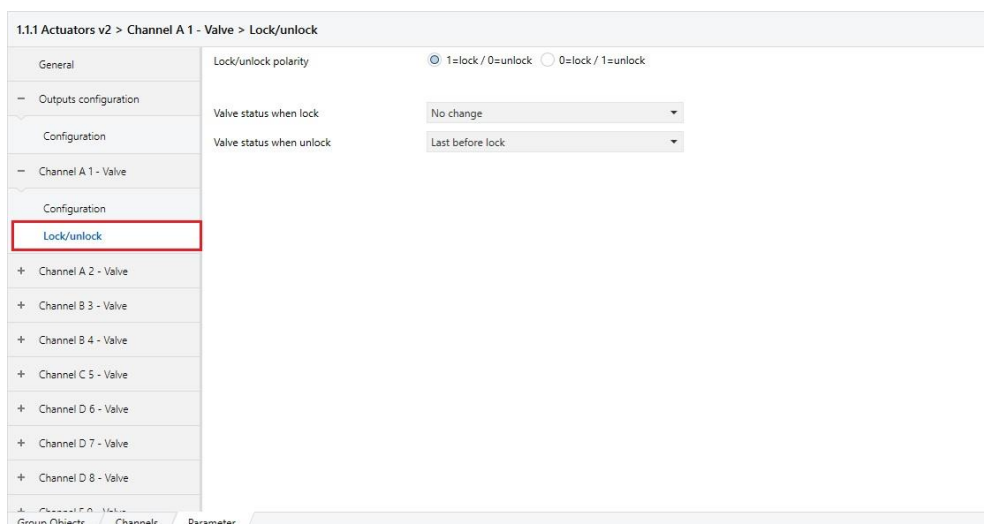 1.1.1 Actuators v2 > Channel A 1 - Valve > Lock/unlock
General
Lock/unlock polarity
1=lock / 0=unlock
0=lock / 1=unlock
Outputs configuration
Valve status when lock
No change
Configuration
Valve status when unlock
Last before lock
Channel A 1 - Valve
Configuration
Lock/unlock
Channel A 2 - Valve
Channel B 3 - Valve
Channel B 4 - Valve
Channel C 5 - Valve
Channel D 6 - Valve
Channel D 7 - Valve
Channel D 8 - Valve
Group Objects
Channels
Parameter